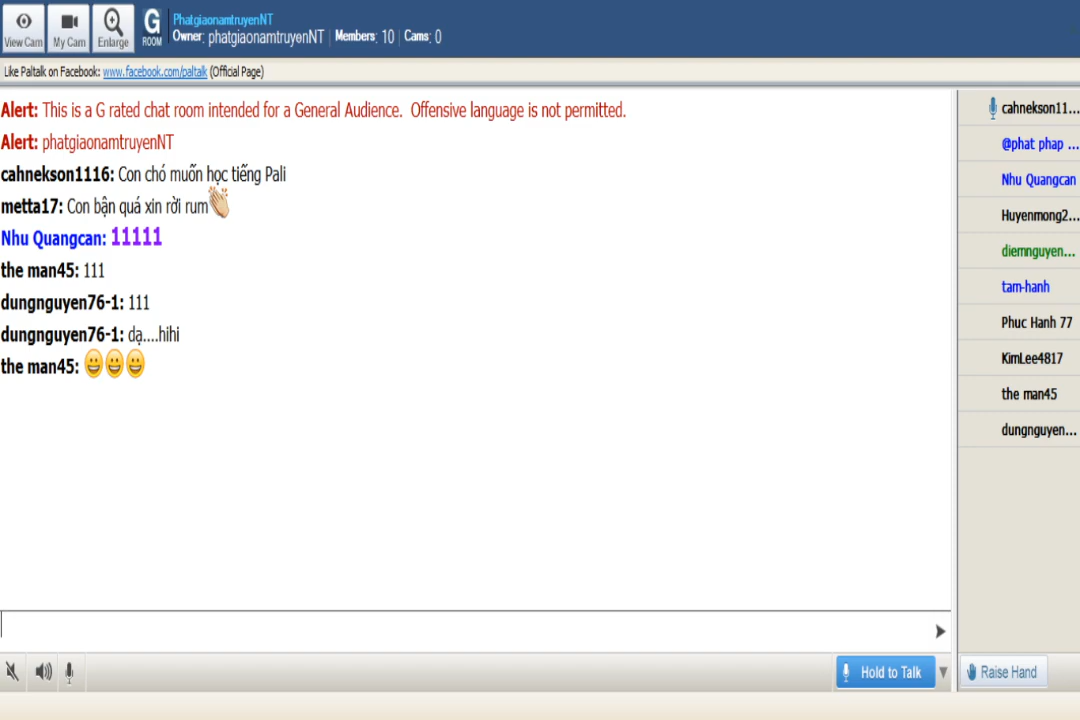 PhatgiaonamtruyenNT
View Cam My Cam Enlarge G ROOM Owner: phatgiaonamtruyenNT | Members: 10 | Cams: 0
Like Paltalk on Facebook: www.facebook.com/paltalk (Official Page)
Alert: This is a G rated chat room intended for a General Audience. Offensive language is not permitted.
Alert: phatgiaonamtruyenNT
cahnekson1116: Con chó muốn học tiếng Pali
metta17: Con bận quá xin rời rum
Nhu Quangcan: 11111
the man45: 111
dungnguyen76-1: 111
dungnguyen76-1: dạ....hihi
the man45:
cahnekson11...
@phat phap ...
Nhu Quangcan
Huyenmong2...
diemnguyen...
tam-hanh
Phuc Hanh 77
KimLee4817
the man45
dungnguyen...
Hold to Talk
Raise Hand